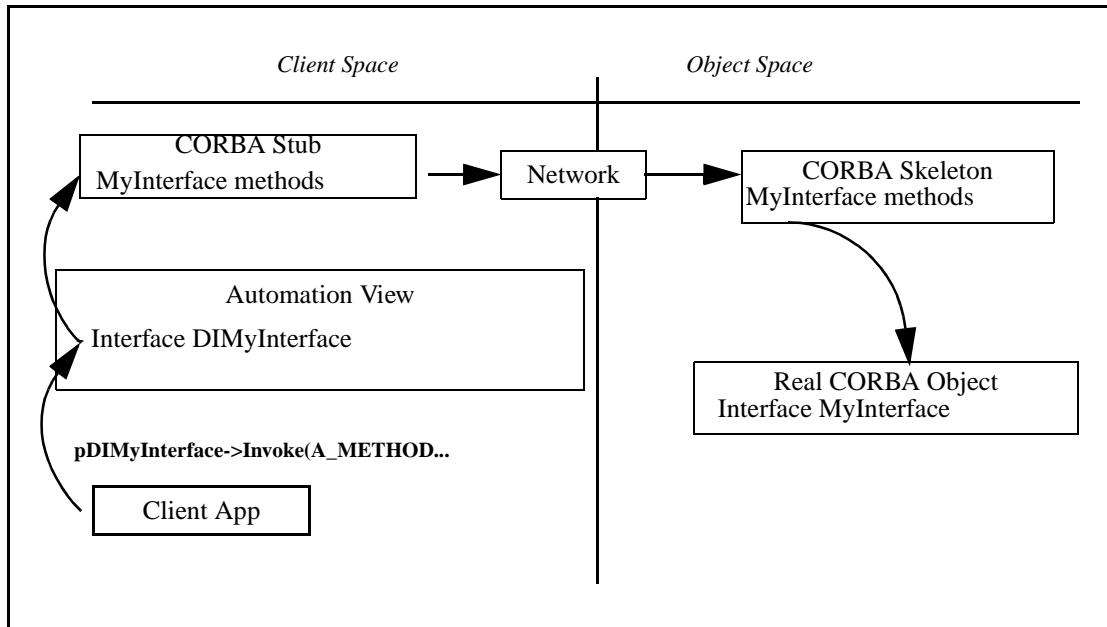 Client Space
Object Space
CORBA Stub
MyInterface methods
Network
CORBA Skeleton
MyInterface methods
Automation View
Interface DIMyInterface
Real CORBA Object
Interface MyInterface
pDIMyInterface->Invoke(A_METHOD...
Client App